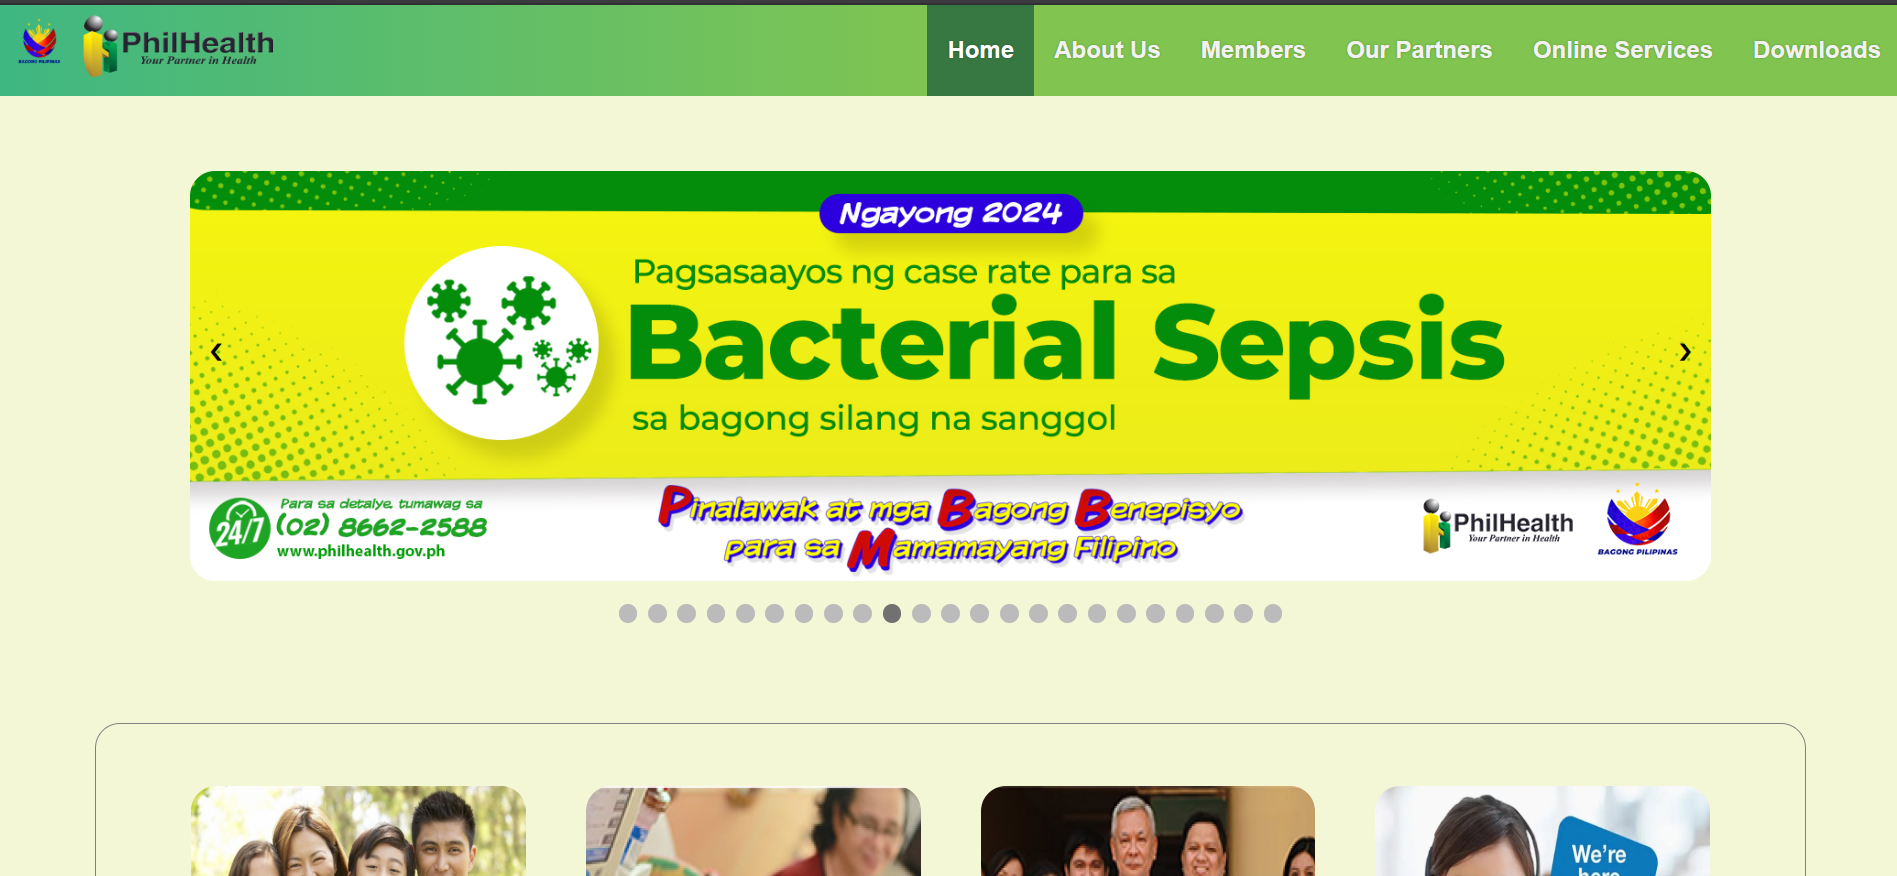 BAGONG PILIPINAS
PhilHealth
Your Partner in Health
Home About Us Members Our Partners Online Services Downloads
Ngayong 2024
Pagsasaayos ng case rate para sa
Bacterial Sepsis
sa bagong silang na sanggol
❮
❯
24/7
Para sa detalye, tumawag sa
(02) 8662-2588
www.philhealth.gov.ph
Pinalawak at mga Bagong Benepisyo
para sa Mamamayang Filipino
PhilHealth
Your Partner in Health
BAGONG PILIPINAS
We're
here